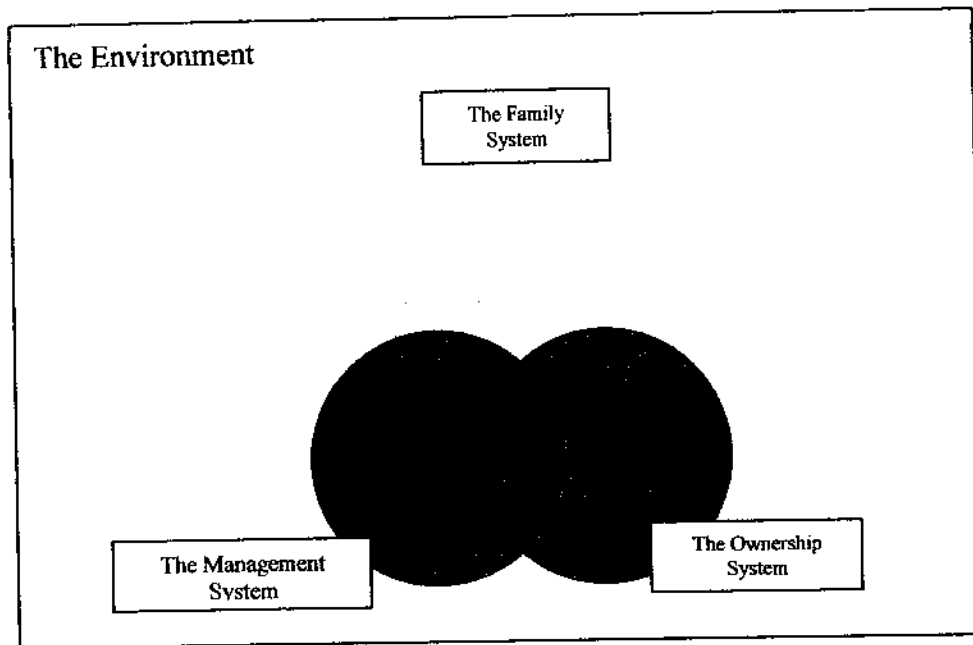 The Environment
The Family
System
The Management
System
The Ownership
System